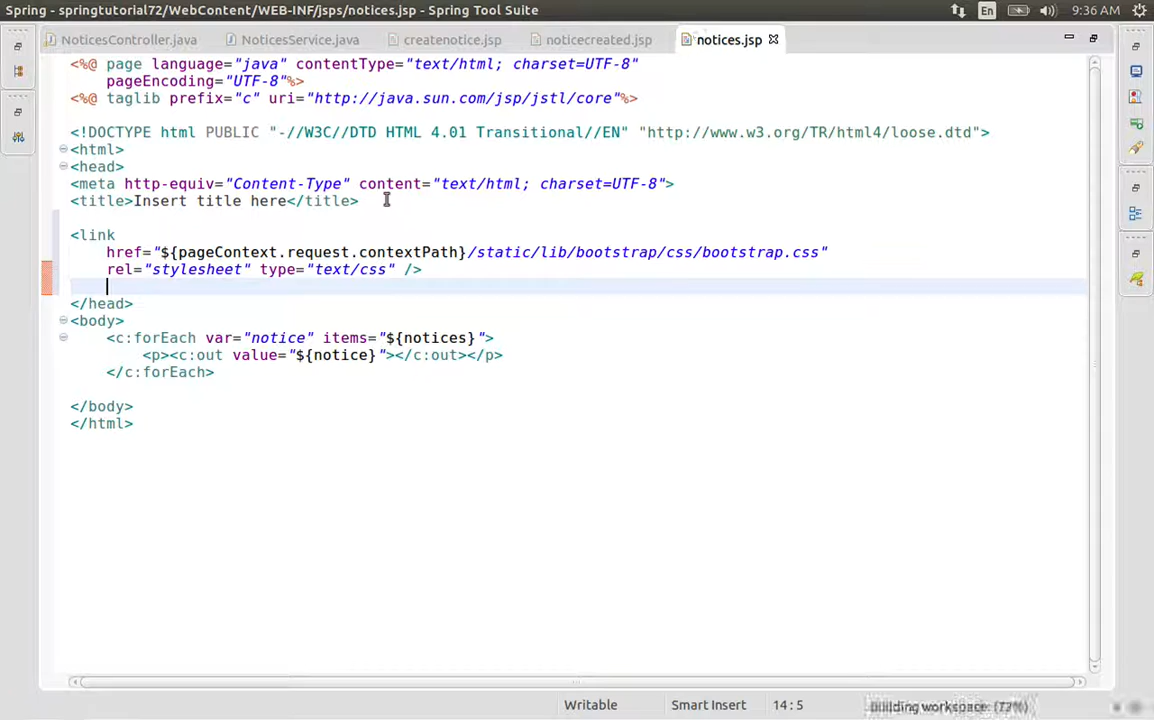 Spring - springtutorial72/WebContent/WEB-INF/jsps/notices.jsp - Spring Tool Suite
En
9:36 AM
NoticesController.java
NoticesService.java
createnotice.jsp
noticecreated.jsp
notices.jsp
<%@ page language="java" contentType="text/html; charset=UTF-8"
pageEncoding="UTF-8"%>
<%@ taglib prefix="c" uri="http://java.sun.com/jsp/jstl/core"%>
<!DOCTYPE html PUBLIC "-//W3C//DTD HTML 4.01 Transitional//EN" "http://www.w3.org/TR/html4/loose.dtd">
<html>
<head>
<meta http-equiv="Content-Type" content="text/html; charset=UTF-8">
<title>Insert title here</title>
<link
href="${pageContext.request.contextPath}/static/lib/bootstrap/css/bootstrap.css"
rel="stylesheet" type="text/css" />
</head>
<body>
<c:forEach var="notice" items="${notices}">
<p><c:out value="${notice}"></c:out></p>
</c:forEach>
</body>
</html>
Writable
Smart Insert
14 : 5
Building workspace: (72%)